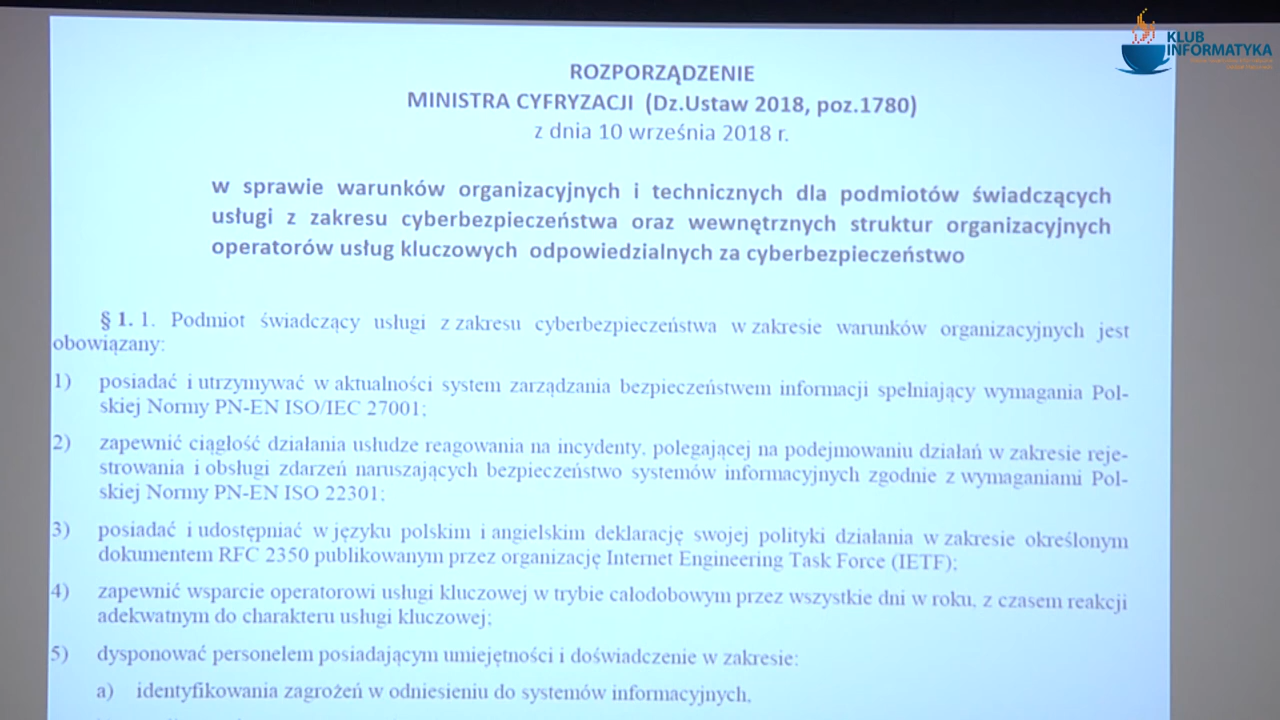 KLUB
INFORMATYKA
ROZPORZĄDZENIE
MINISTRA CYFRYZACJI (Dz.Ustaw 2018, poz.1780)
z dnia 10 września 2018 r.
w sprawie warunków organizacyjnych i technicznych dla podmiotów świadczących
usługi z zakresu cyberbezpieczeństwa oraz wewnętrznych struktur organizacyjnych
operatorów usług kluczowych odpowiedzialnych za cyberbezpieczeństwo
§ 1. 1. Podmiot świadczący usługi z zakresu cyberbezpieczeństwa w zakresie warunków organizacyjnych jest
obowiązany:
1) posiadać i utrzymywać w aktualności system zarządzania bezpieczeństwem informacji spełniający wymagania Pol-
skiej Normy PN-EN ISO/IEC 27001;
2) zapewnić ciągłość działania usłudze reagowania na incydenty, polegającej na podejmowaniu działań w zakresie reje-
strowania i obsługi zdarzeń naruszających bezpieczeństwo systemów informacyjnych zgodnie z wymaganiami Pol-
skiej Normy PN-EN ISO 22301;
3) posiadać i udostępniać w języku polskim i angielskim deklarację swojej polityki działania w zakresie określonym
dokumentem RFC 2350 publikowanym przez organizację Internet Engineering Task Force (IETF);
4) zapewnić wsparcie operatorowi usługi kluczowej w trybie całodobowym przez wszystkie dni w roku, z czasem reakcji
adekwatnym do charakteru usługi kluczowej;
5) dysponować personelem posiadającym umiejętności i doświadczenie w zakresie:
a) identyfikowania zagrożeń w odniesieniu do systemów informacyjnych,